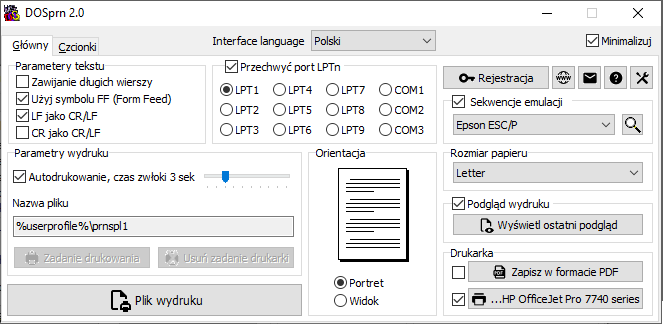 DOSprn 2.0
Główny
Czcionki
Interface language
Polski
Minimalizuj
Parametry tekstu
Zawijanie długich wierszy
Użyj symbolu FF (Form Feed)
LF jako CR/LF
CR jako CR/LF
Przechwyć port LPTn
LPT1 LPT4 LPT7 COM1
LPT2 LPT5 LPT8 COM2
LPT3 LPT6 LPT9 COM3
Rejestracja
WWW
Sekwencje emulacji
Epson ESC/P
Parametry wydruku
Autodrukowanie, czas zwłoki 3 sek
Nazwa pliku
%userprofile%\prnspl1
Zadanie drukowania
Usuń zadanie drukarki
Plik wydruku
Orientacja
Portret
Widok
Rozmiar papieru
Letter
Podgląd wydruku
Wyświetl ostatni podgląd
Drukarka
Zapisz w formacie PDF
...HP OfficeJet Pro 7740 series